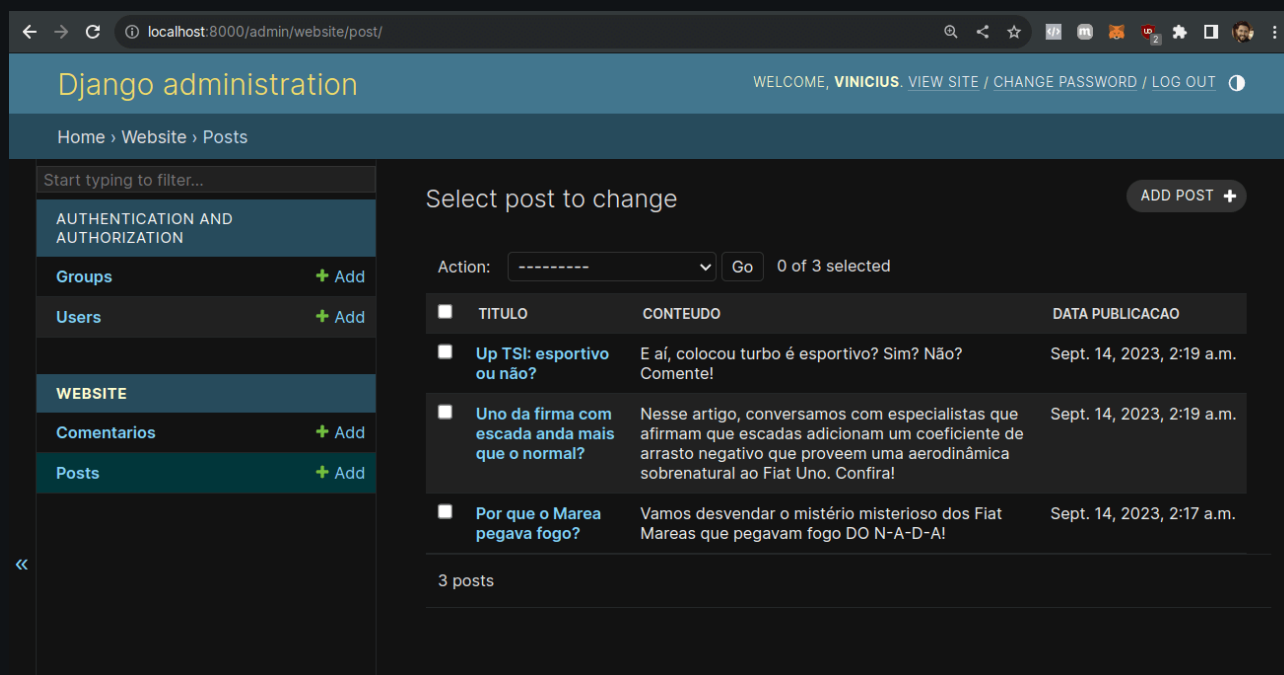 localhost:8000/admin/website/post/
2
Django administration
WELCOME, VINICIUS. VIEW SITE / CHANGE PASSWORD / LOG OUT
Home › Website › Posts
Start typing to filter...
AUTHENTICATION AND
AUTHORIZATION
Groups + Add
Users + Add
WEBSITE
Comentarios + Add
Posts + Add
«
Select post to change
ADD POST +
Action: --------- Go 0 of 3 selected
TITULO CONTEUDO DATA PUBLICACAO
Up TSI: esportivo E aí, colocou turbo é esportivo? Sim? Não? Sept. 14, 2023, 2:19 a.m.
ou não? Comente!
Uno da firma com Nesse artigo, conversamos com especialistas que Sept. 14, 2023, 2:19 a.m.
escada anda mais afirmam que escadas adicionam um coeficiente de
que o normal? arrasto negativo que proveem uma aerodinâmica
sobrenatural ao Fiat Uno. Confira!
Por que o Marea Vamos desvendar o mistério misterioso dos Fiat Sept. 14, 2023, 2:17 a.m.
pegava fogo? Mareas que pegavam fogo DO N-A-D-A!
3 posts